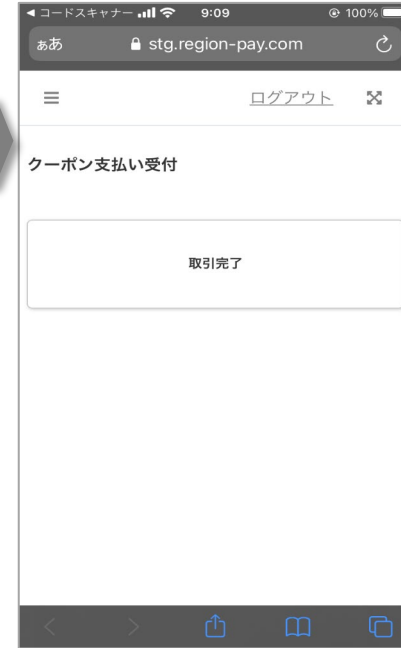 コードスキャナー 9:09 100%
ああ stg.region-pay.com
ログアウト
クーポン支払い受付
取引完了